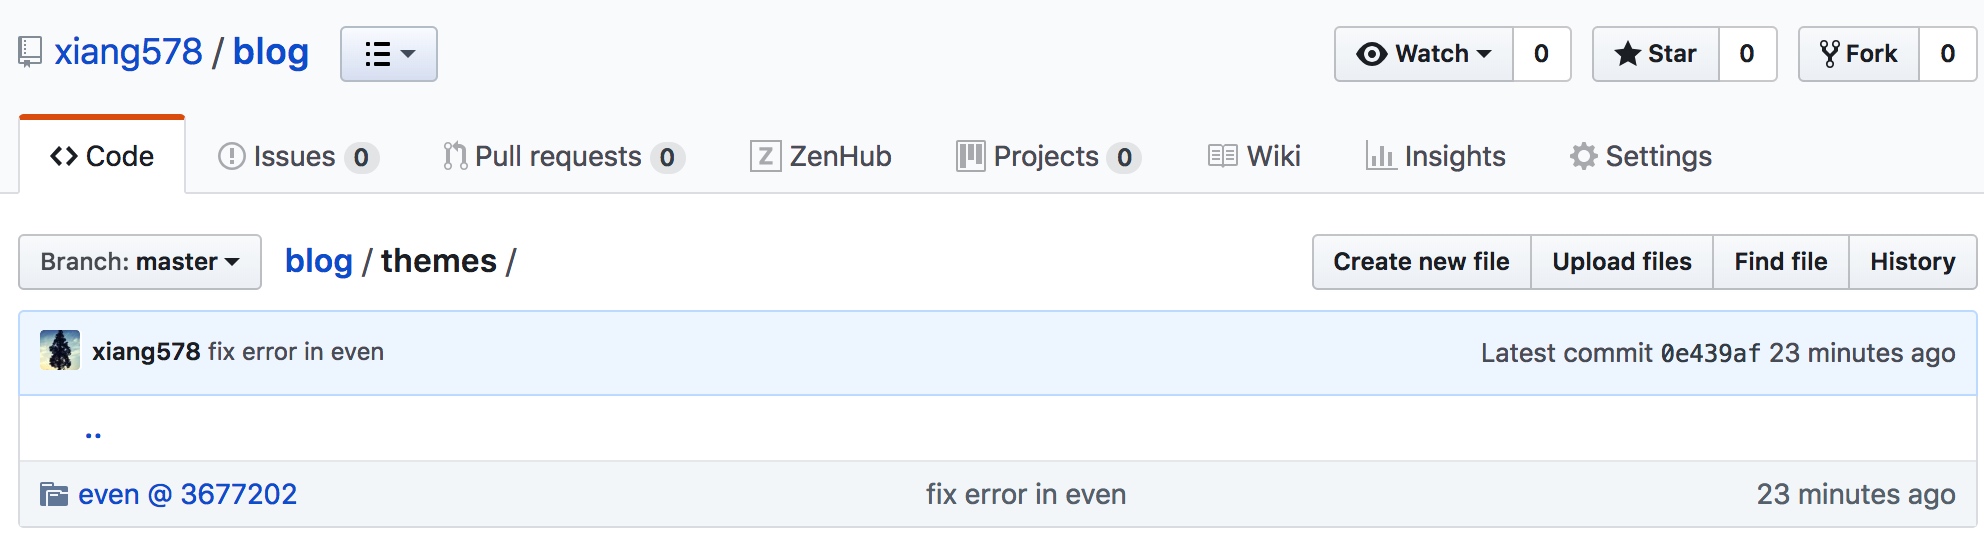 xiang578 / blog Watch 0 Star 0 Fork 0
Code Issues 0 Pull requests 0 Z ZenHub Projects 0 Wiki Insights Settings
Branch: master blog / themes / Create new file Upload files Find file History
xiang578 fix error in even Latest commit 0e439af 23 minutes ago
..
even @ 3677202 fix error in even 23 minutes ago